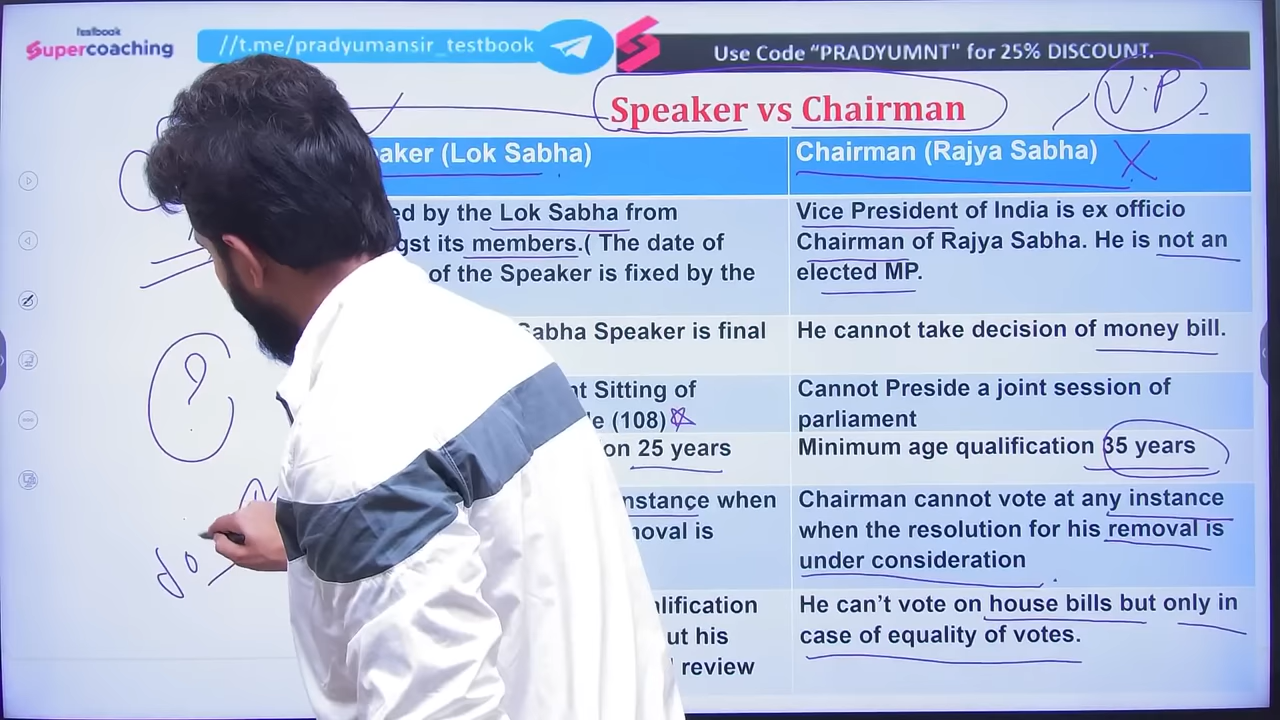 testbook
Supercoaching
//t.me/pradyumansir_testbook
Use Code “PRADYUMNT" for 25% DISCOUNT.
Speaker vs Chairman
V.P
aker (Lok Sabha)
Chairman (Rajya Sabha)
ed by the Lok Sabha from
gst its members.( The date of
of the Speaker is fixed by the
Vice President of India is ex officio
Chairman of Rajya Sabha. He is not an
elected MP.
Sabha Speaker is final
He cannot take decision of money bill.
nt Sitting of
e (108)
Cannot Preside a joint session of
parliament
on 25 years
Minimum age qualification 35 years
nstance when
moval is
Chairman cannot vote at any instance
when the resolution for his removal is
under consideration
alification
ut his
review
He can’t vote on house bills but only in
case of equality of votes.
?